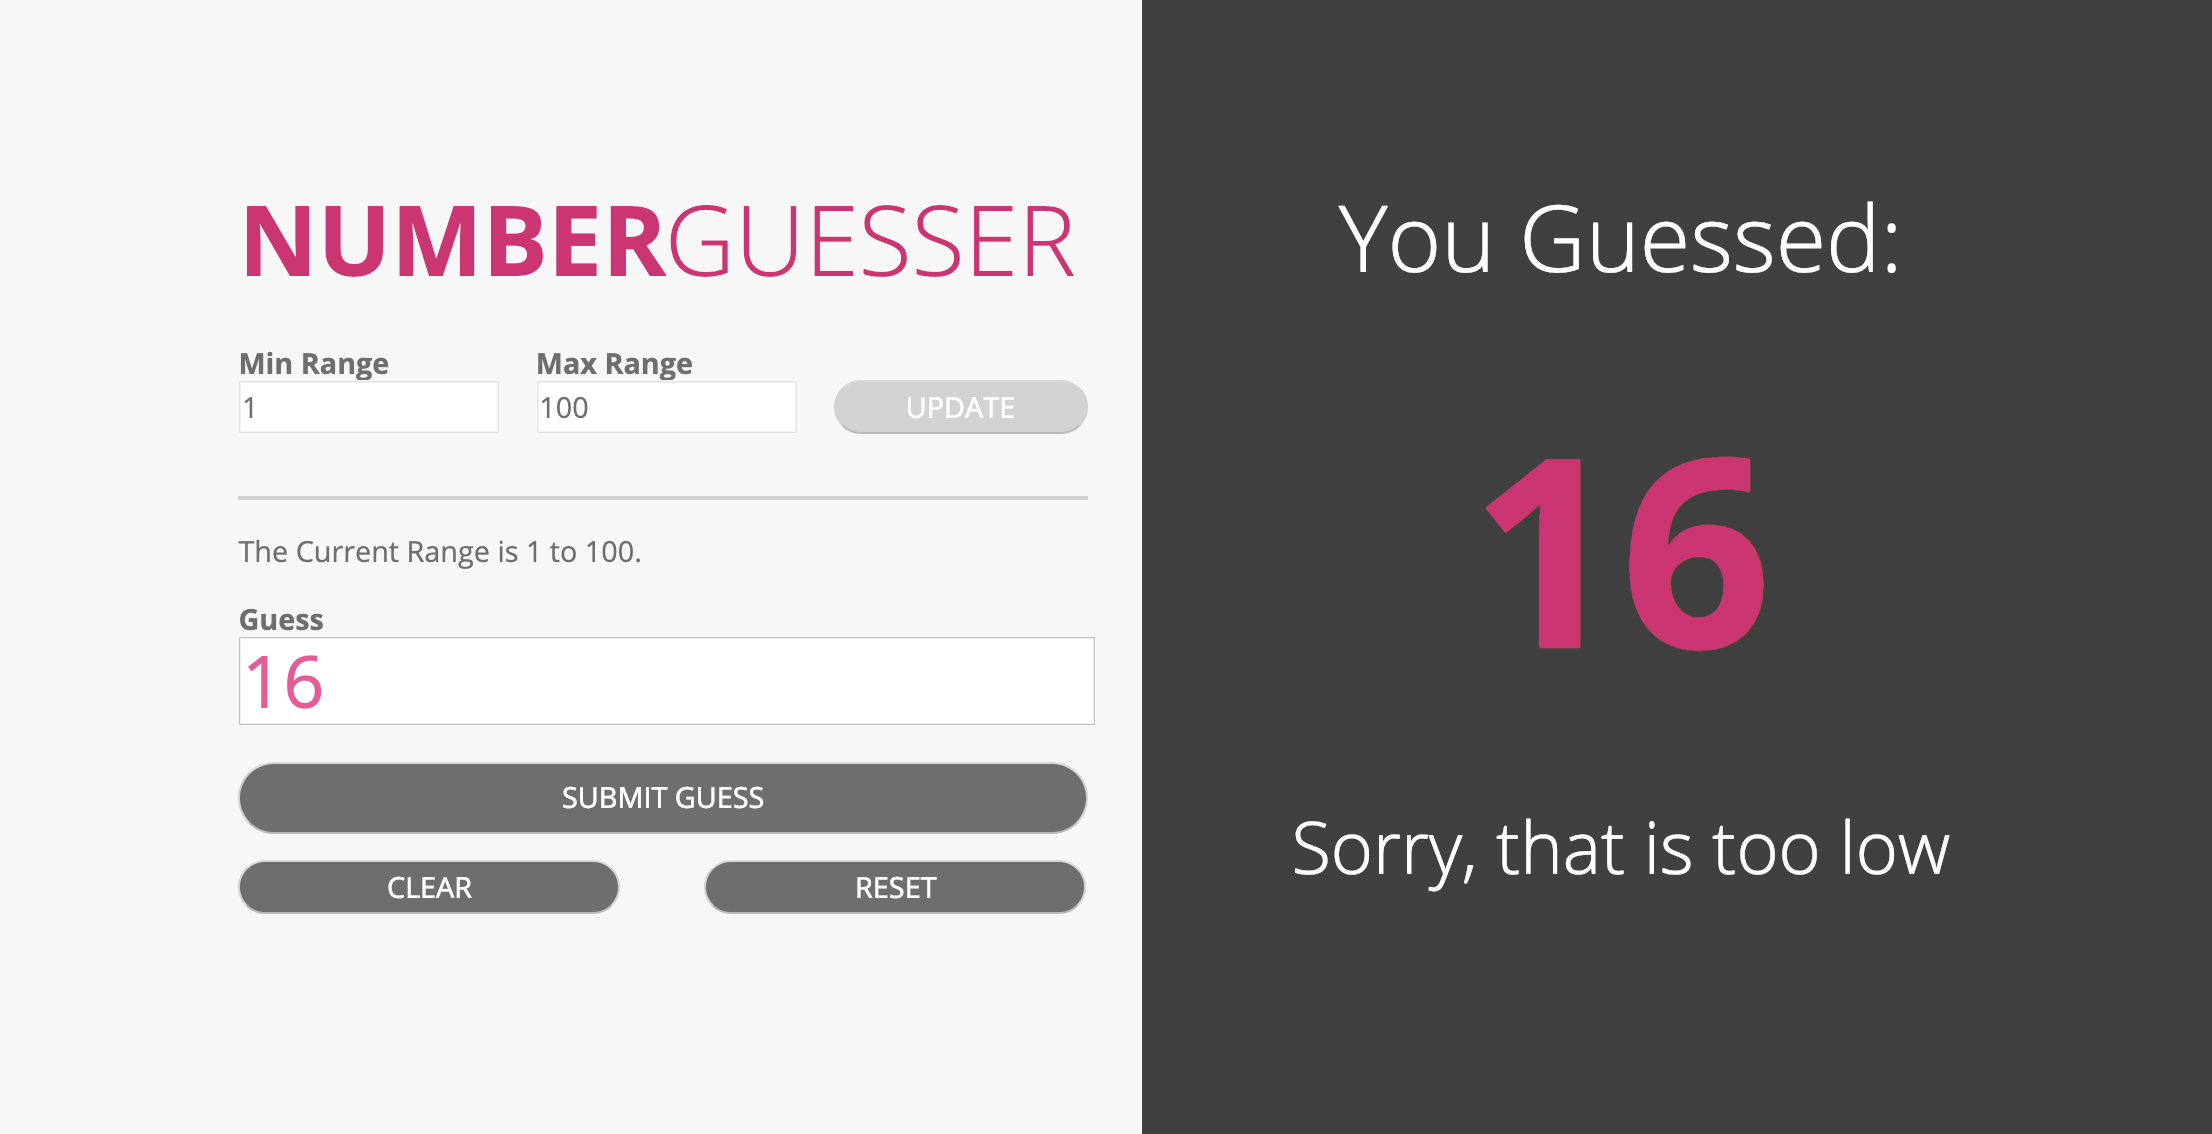 NUMBERGUESSER
Min Range
Max Range
1
100
UPDATE
The Current Range is 1 to 100.
Guess
16
SUBMIT GUESS
CLEAR
RESET
You Guessed:
16
Sorry, that is too low